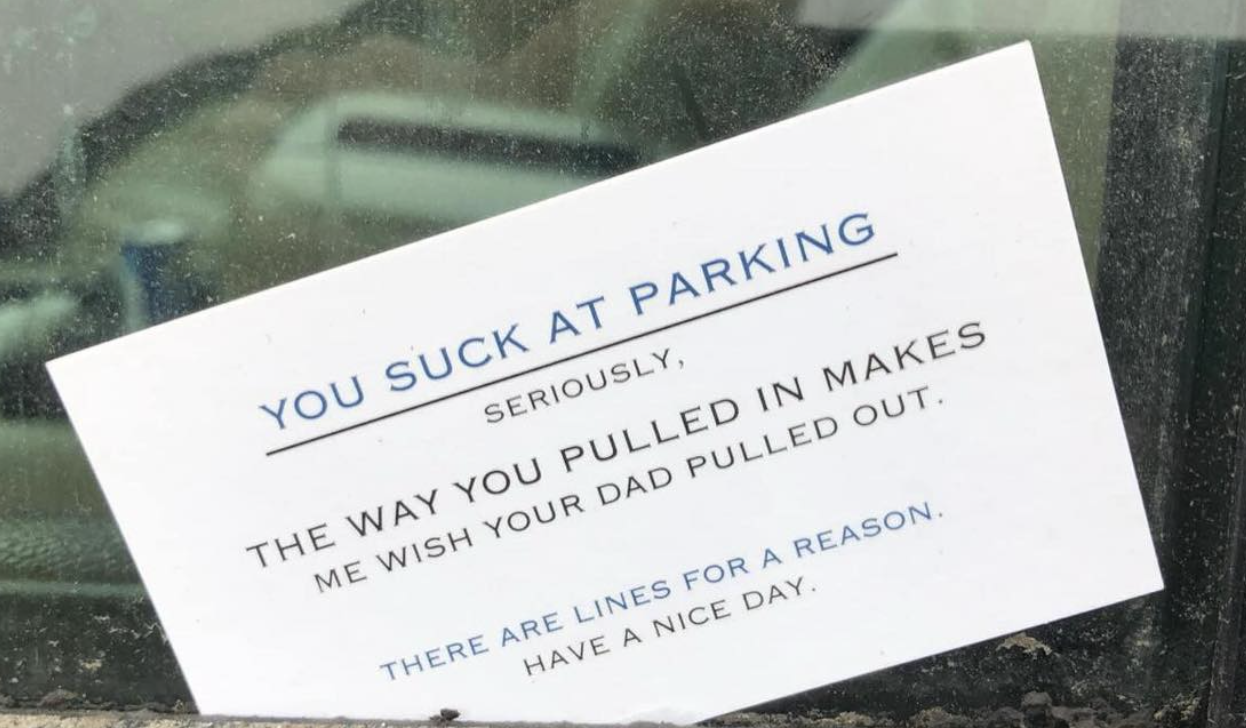 YOU SUCK AT PARKING
SERIOUSLY,
THE WAY YOU PULLED IN MAKES
ME WISH YOUR DAD PULLED OUT.
THERE ARE LINES FOR A REASON.
HAVE A NICE DAY.